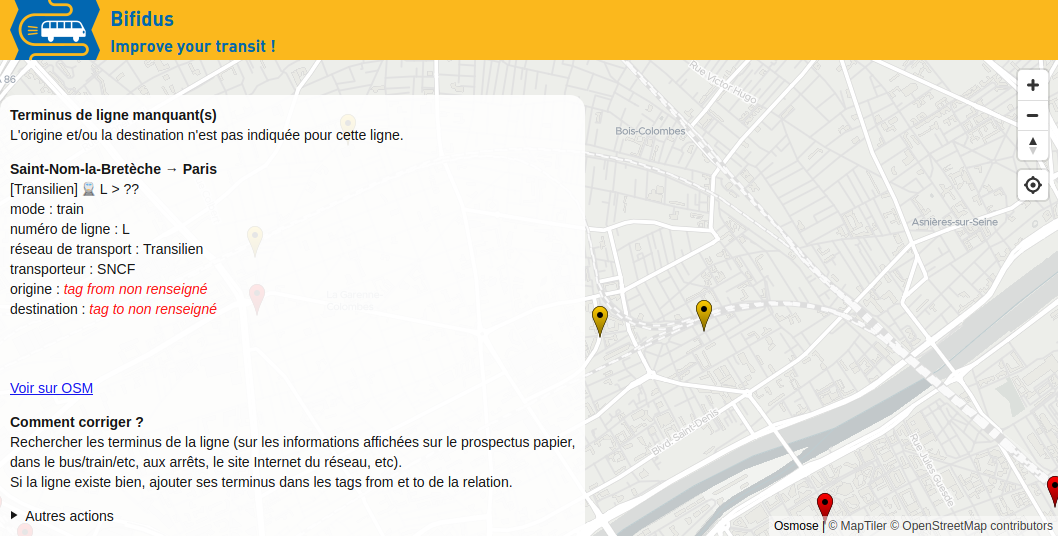 Bifidus
Improve your transit !
A 86
Rue Victor-Hugo
Bois-Colombes
Asnières-sur-Seine
Terminus de ligne manquant(s)
L'origine et/ou la destination n'est pas indiquée pour cette ligne.
Saint-Nom-la-Bretèche → Paris
[Transilien] 🚆 L > ??
mode : train
numéro de ligne : L
réseau de transport : Transilien
transporteur : SNCF
origine : tag from non renseigné
destination : tag to non renseigné
Voir sur OSM
Comment corriger ?
Rechercher les terminus de la ligne (sur les informations affichées sur le prospectus papier,
dans le bus/train/etc, aux arrêts, le site Internet du réseau, etc).
Si la ligne existe bien, ajouter ses terminus dans les tags from et to de la relation.
Autres actions
Blvd-Saint-Denis
Rue-Jules Guesde
Osmose | © MapTiler © OpenStreetMap contributors